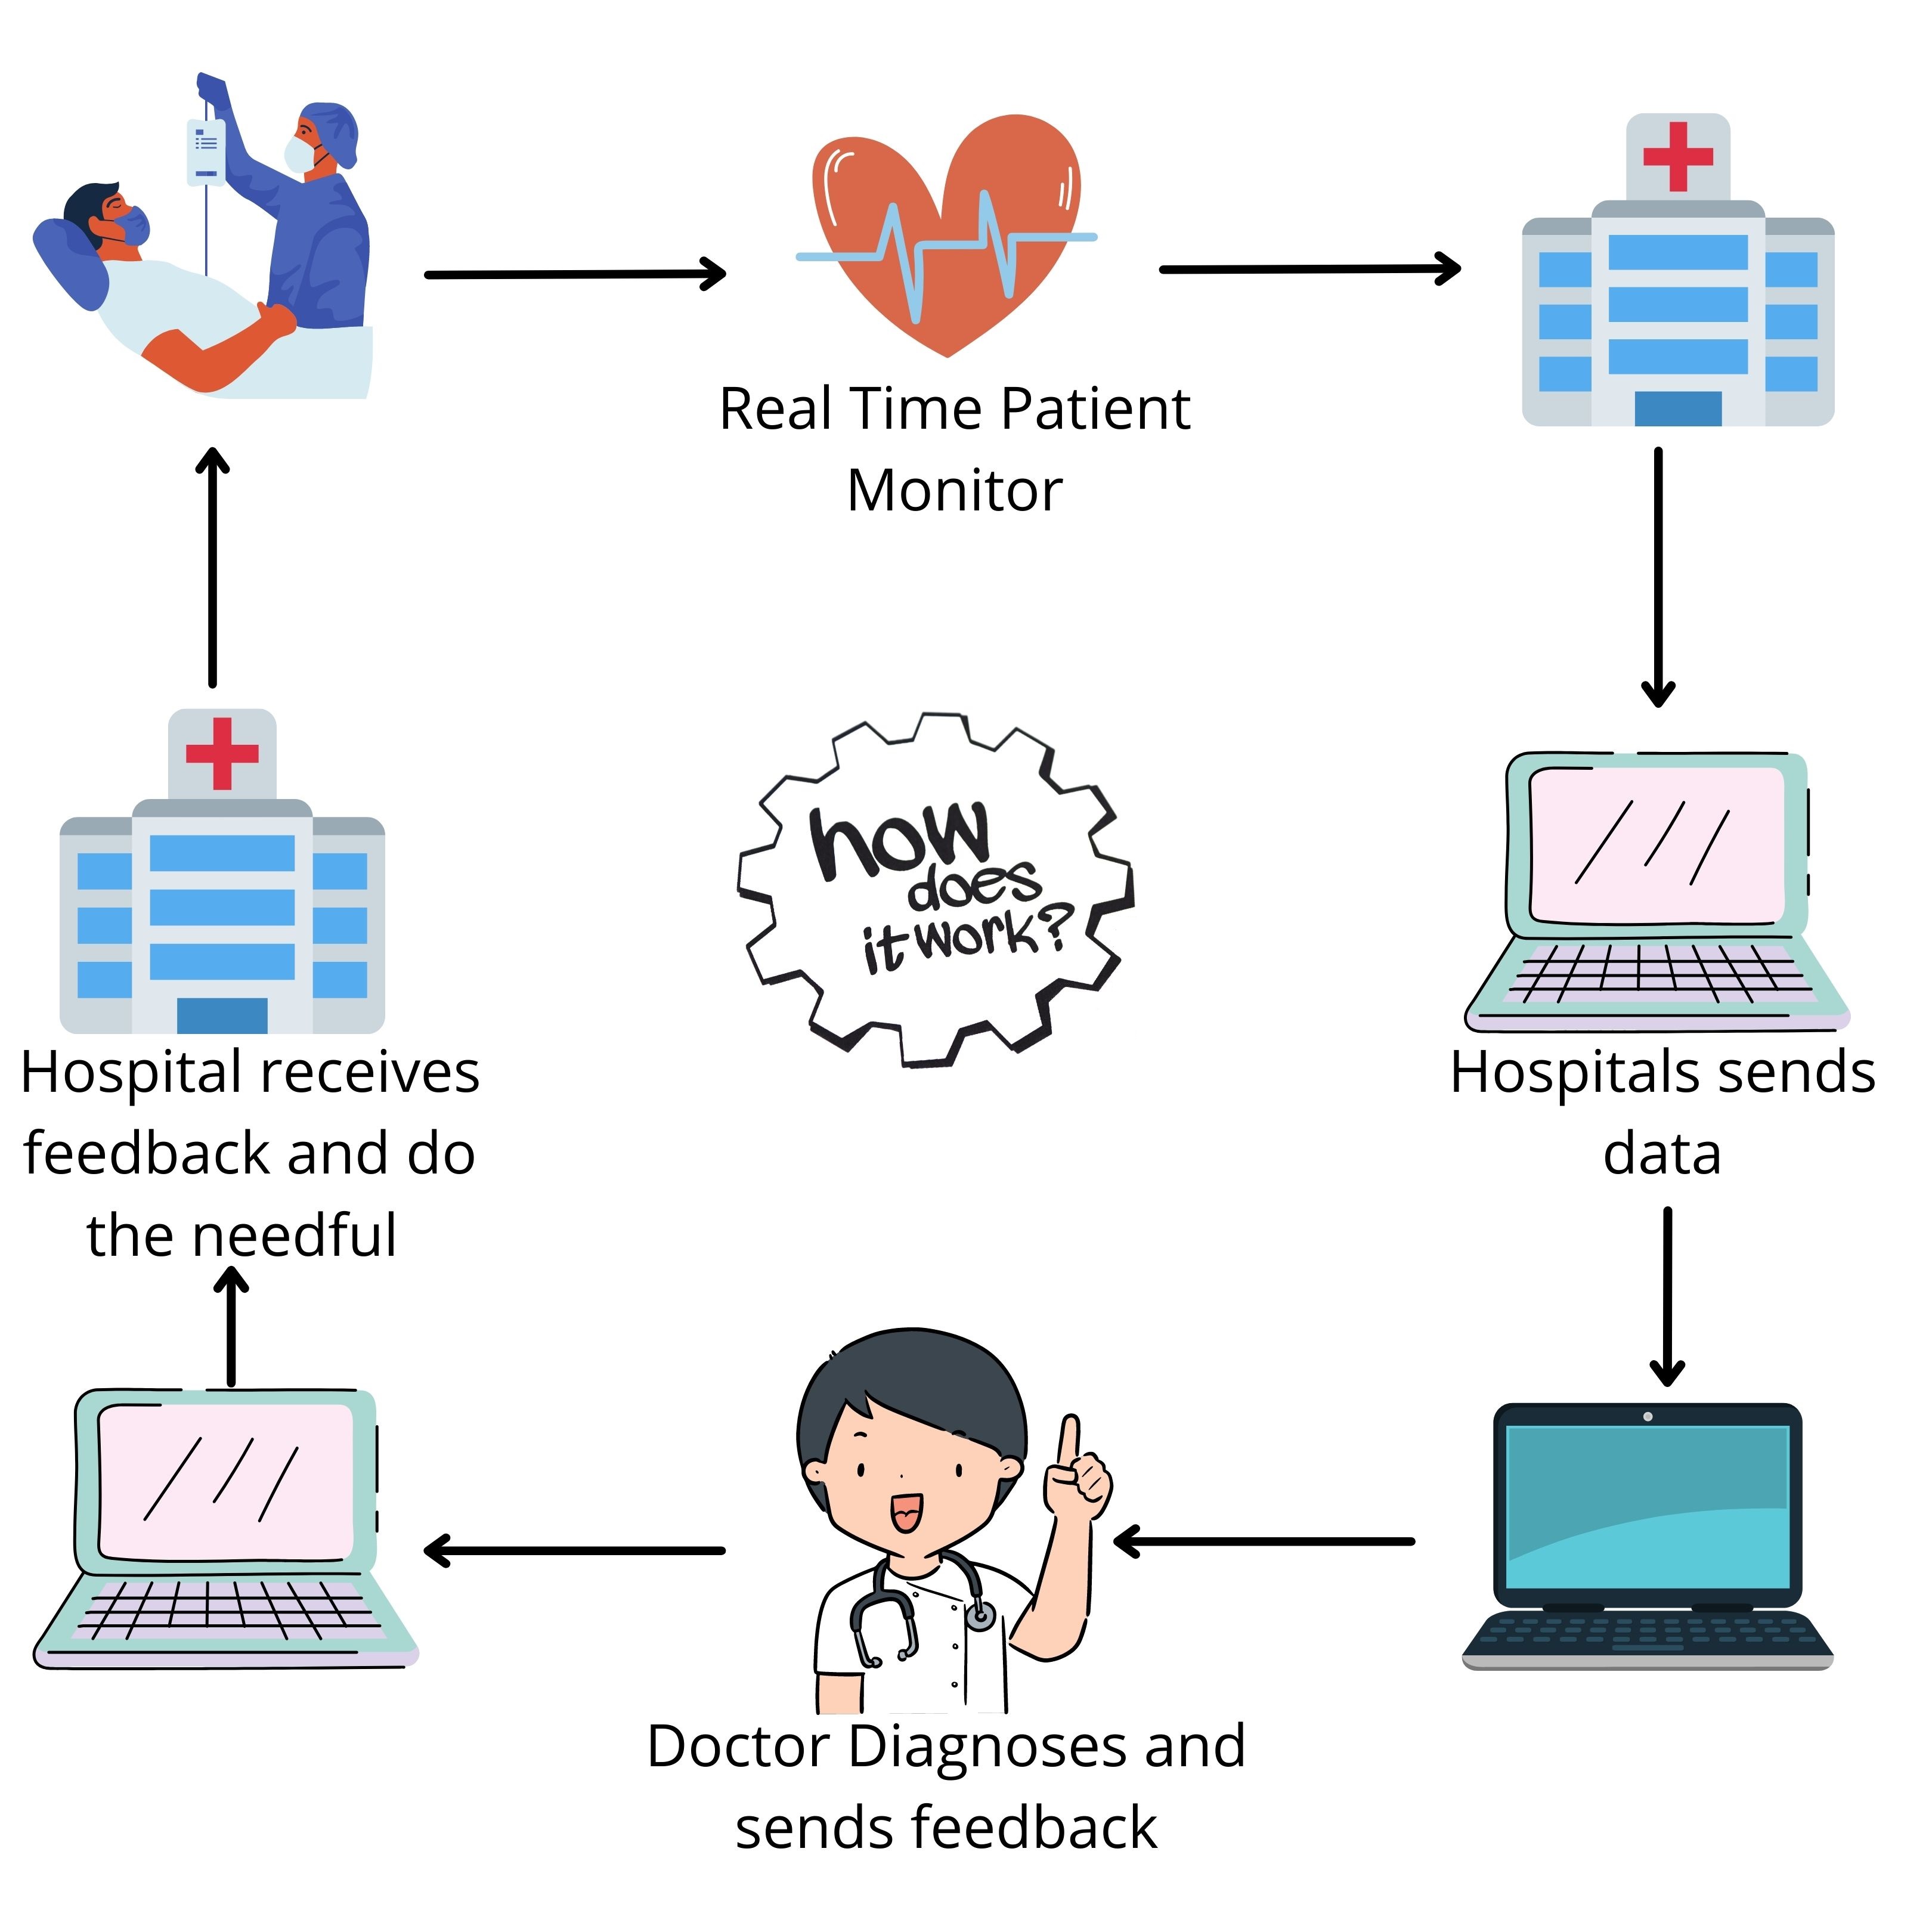 Real Time Patient
Monitor
how
does
it work?
Hospital receives
feedback and do
the needful
Hospitals sends
data
Doctor Diagnoses and
sends feedback